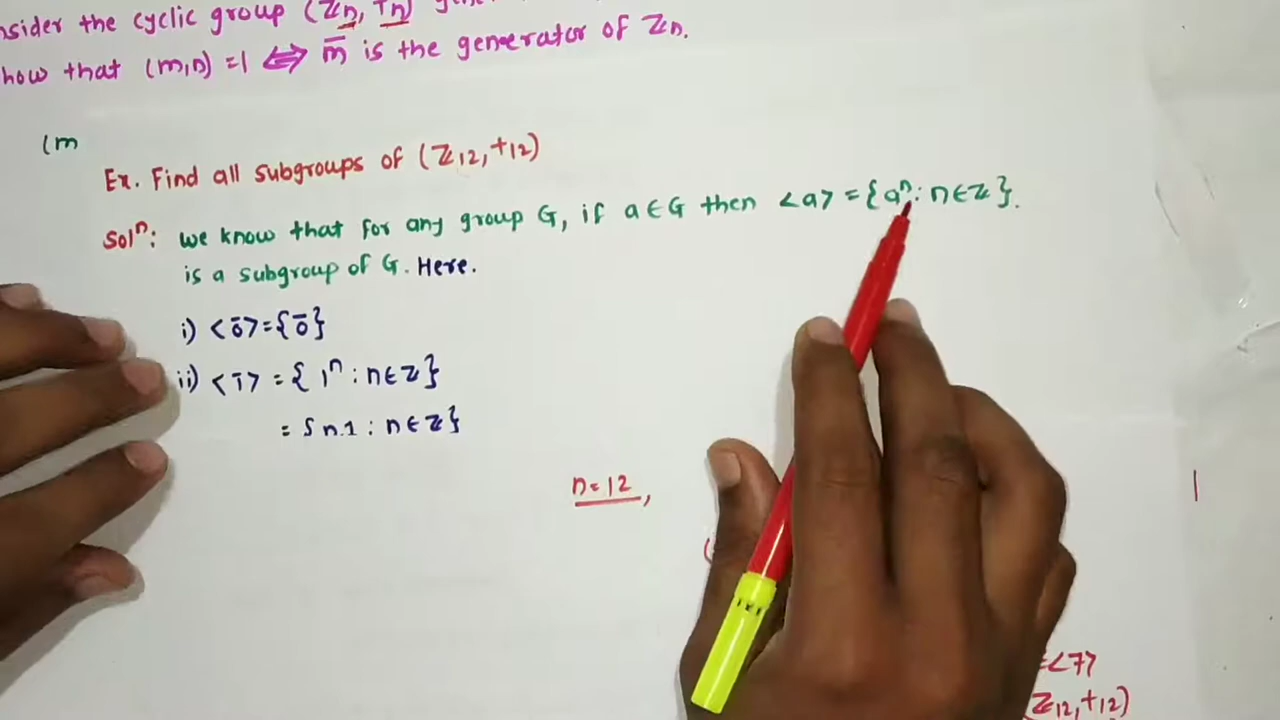 nsider the cyclic group (Zn, +n)
how that (m,n) =1 ⇔ m̄ is the generator of Zn.
(m
Ex. Find all subgroups of (Z12, +12)
Solⁿ: we know that for any group G, if a∈G then <a> = {aⁿ: n∈Z}.
is a subgroup of G. Here.
i) <0̄> = {0̄}
ii) <1̄> = { 1ⁿ : n∈Z}
= { n.1 : n∈Z}
n=12,
=<7>
Z12, +12)